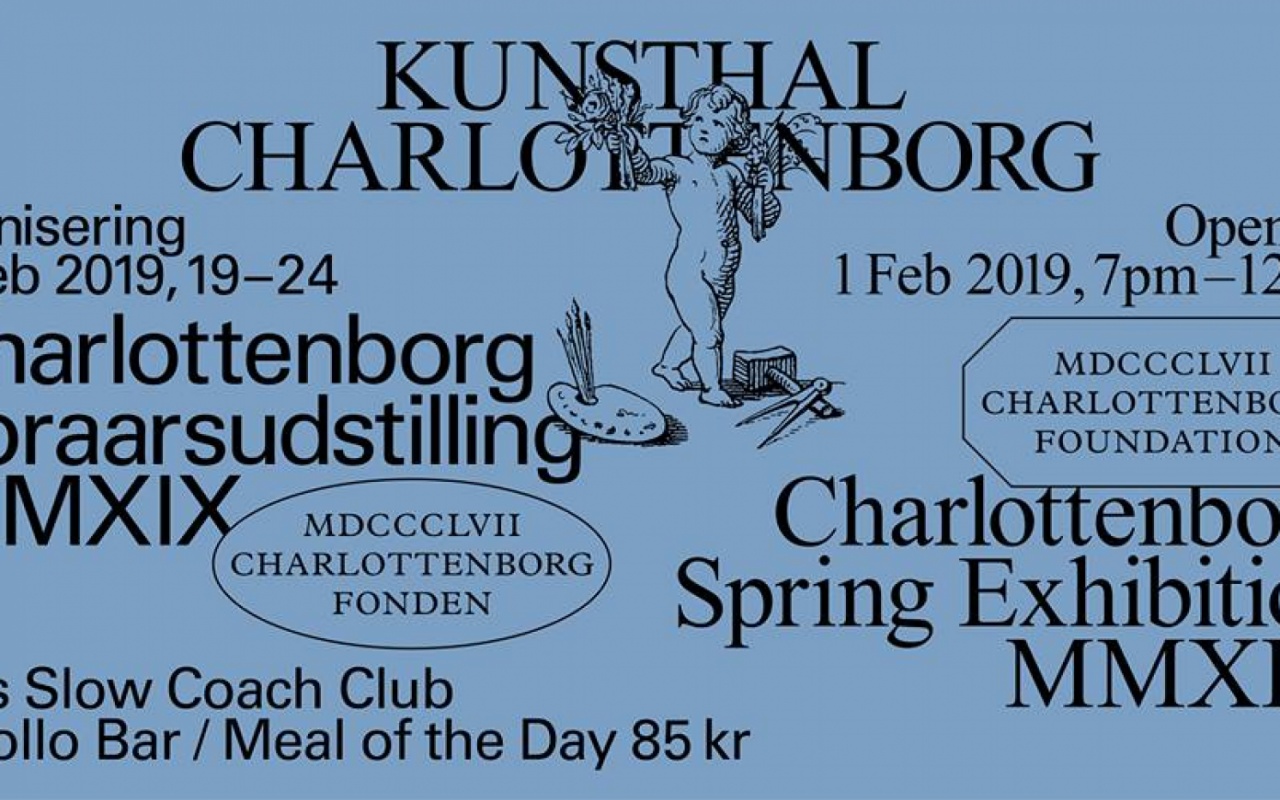 KUNSTHAL
CHARLOTTENBORG
nisering
eb 2019, 19–24
harlottenborg
oraarsudstilling
MXIX
MDCCCLVII
CHARLOTTENBORG
FONDEN
s Slow Coach Club
ollo Bar / Meal of the Day 85 kr
Open
1 Feb 2019, 7pm–12
MDCCCLVII
CHARLOTTENBO
FOUNDATION
Charlottenbo
Spring Exhibitio
MMXI